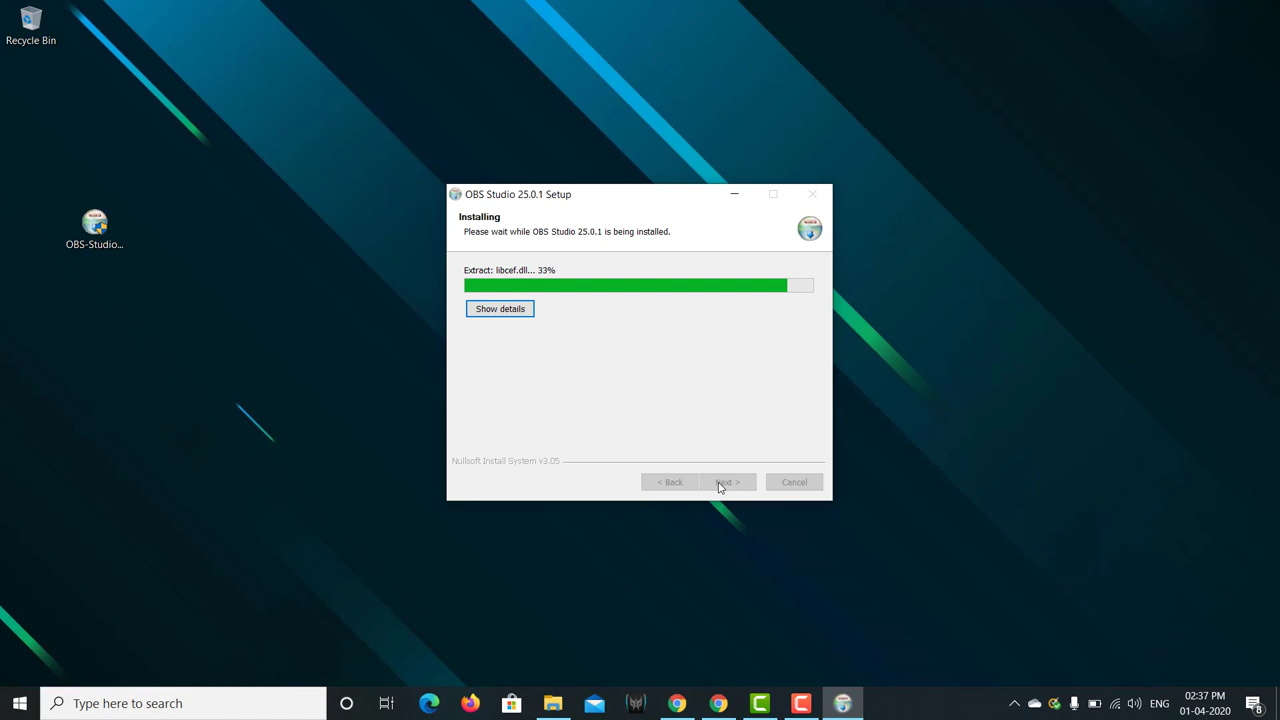 Recycle Bin
OBS-Studio...
OBS Studio 25.0.1 Setup
Installing
Please wait while OBS Studio 25.0.1 is being installed.
Extract: libcef.dll... 33%
Show details
Nullsoft Install System v3.05
< Back
Next >
Cancel
Type here to search
ENG
02:37 PM
01-04-2020
8